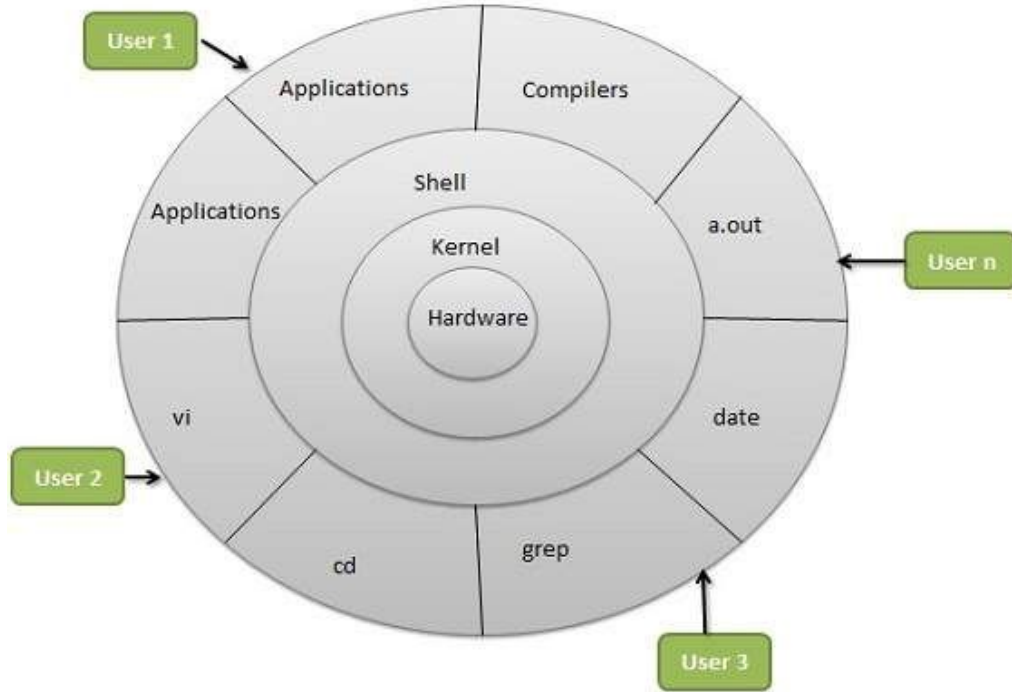 User 1
Applications
Compilers
Shell
Applications
a.out
Kernel
User n
Hardware
vi
date
User 2
grep
cd
User 3